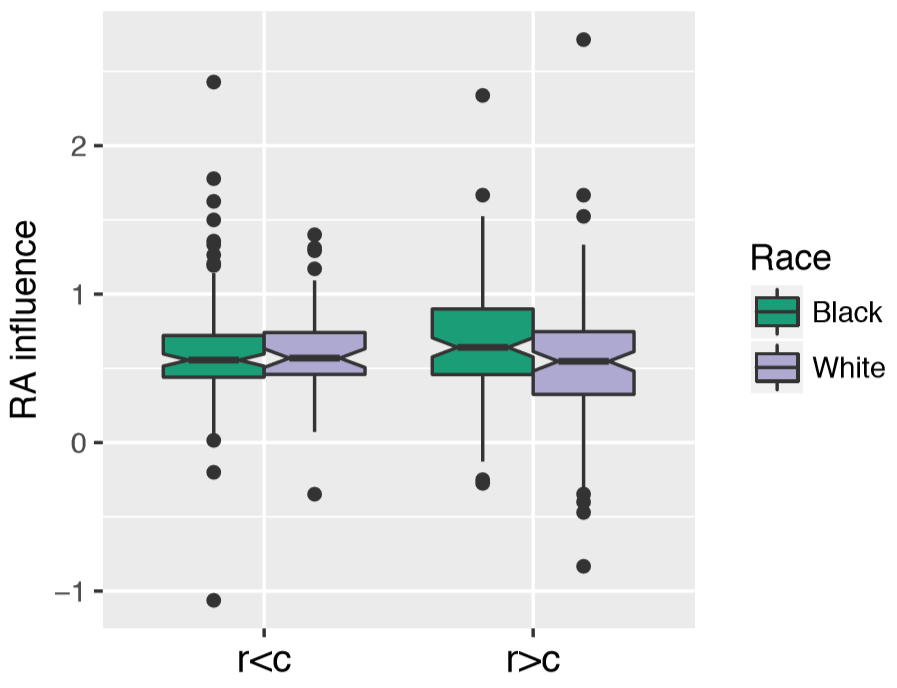 2
1
0
−1
RA influence
r<c
r>c
Race
Black
White